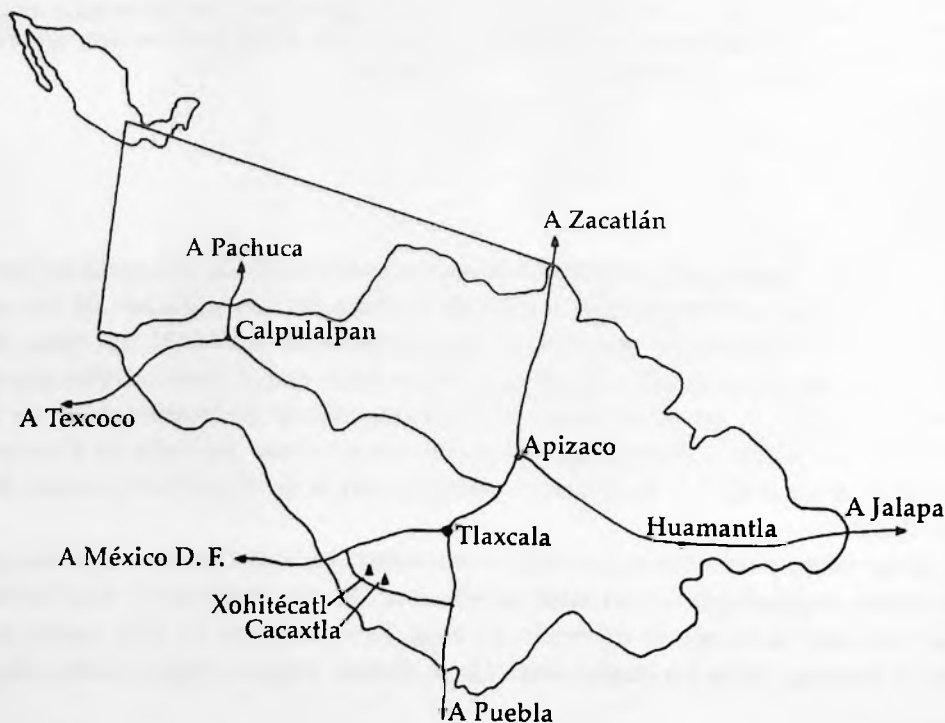 A Zacatlán
A Pachuca
Calpulalpan
A Texcoco
Apizaco
A Jalapa
Huamantla
Tlaxcala
A México D. F.
Xohitécatl
Cacaxtla
A Puebla